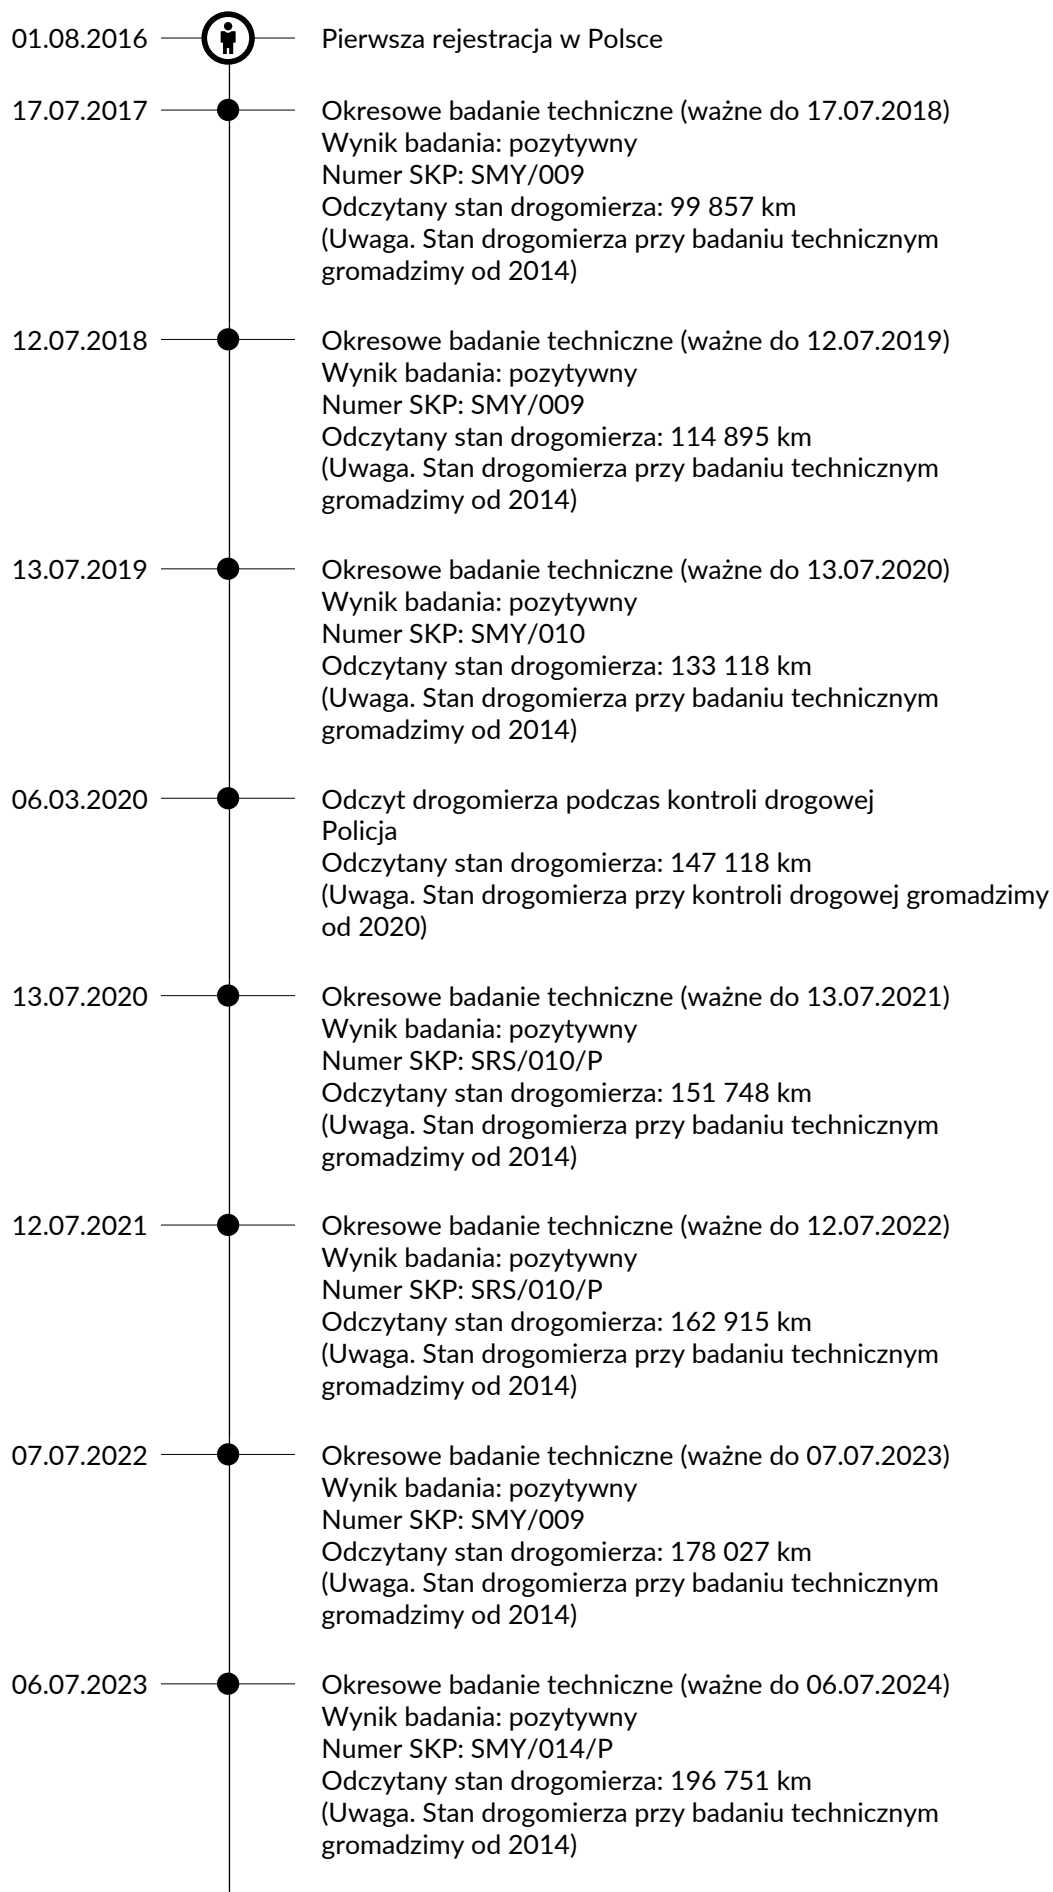 01.08.2016 Pierwsza rejestracja w Polsce
17.07.2017 Okresowe badanie techniczne (ważne do 17.07.2018)
Wynik badania: pozytywny
Numer SKP: SMY/009
Odczytany stan drogomierza: 99 857 km
(Uwaga. Stan drogomierza przy badaniu technicznym
gromadzimy od 2014)
12.07.2018 Okresowe badanie techniczne (ważne do 12.07.2019)
Wynik badania: pozytywny
Numer SKP: SMY/009
Odczytany stan drogomierza: 114 895 km
(Uwaga. Stan drogomierza przy badaniu technicznym
gromadzimy od 2014)
13.07.2019 Okresowe badanie techniczne (ważne do 13.07.2020)
Wynik badania: pozytywny
Numer SKP: SMY/010
Odczytany stan drogomierza: 133 118 km
(Uwaga. Stan drogomierza przy badaniu technicznym
gromadzimy od 2014)
06.03.2020 Odczyt drogomierza podczas kontroli drogowej
Policja
Odczytany stan drogomierza: 147 118 km
(Uwaga. Stan drogomierza przy kontroli drogowej gromadzimy
od 2020)
13.07.2020 Okresowe badanie techniczne (ważne do 13.07.2021)
Wynik badania: pozytywny
Numer SKP: SRS/010/P
Odczytany stan drogomierza: 151 748 km
(Uwaga. Stan drogomierza przy badaniu technicznym
gromadzimy od 2014)
12.07.2021 Okresowe badanie techniczne (ważne do 12.07.2022)
Wynik badania: pozytywny
Numer SKP: SRS/010/P
Odczytany stan drogomierza: 162 915 km
(Uwaga. Stan drogomierza przy badaniu technicznym
gromadzimy od 2014)
07.07.2022 Okresowe badanie techniczne (ważne do 07.07.2023)
Wynik badania: pozytywny
Numer SKP: SMY/009
Odczytany stan drogomierza: 178 027 km
(Uwaga. Stan drogomierza przy badaniu technicznym
gromadzimy od 2014)
06.07.2023 Okresowe badanie techniczne (ważne do 06.07.2024)
Wynik badania: pozytywny
Numer SKP: SMY/014/P
Odczytany stan drogomierza: 196 751 km
(Uwaga. Stan drogomierza przy badaniu technicznym
gromadzimy od 2014)